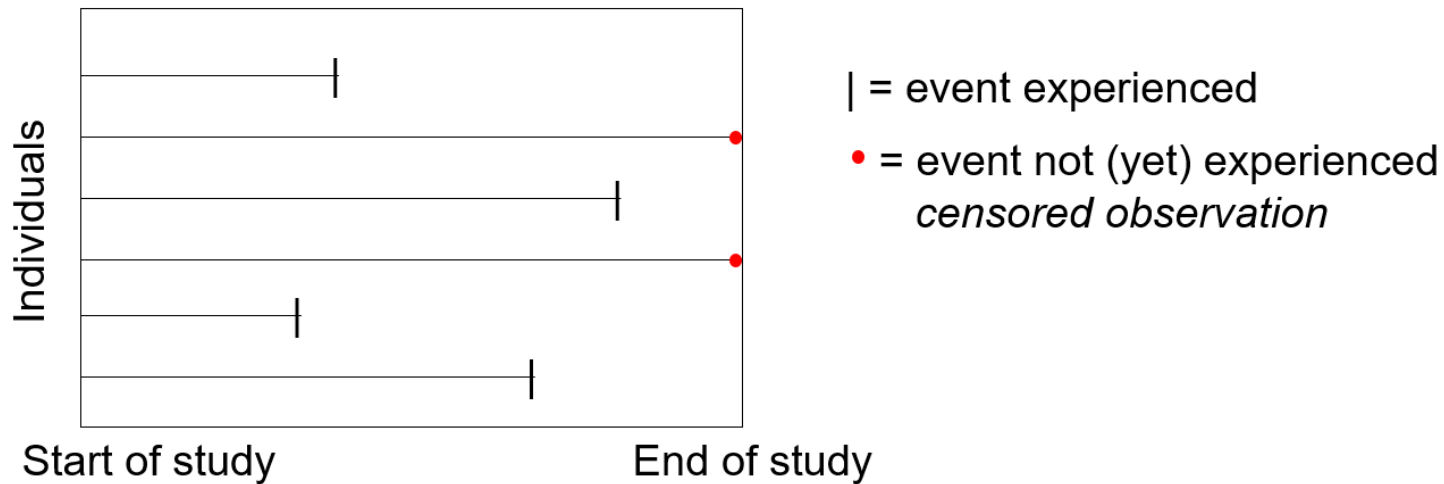 Individuals
| = event experienced
• = event not (yet) experienced
censored observation
Start of study
End of study